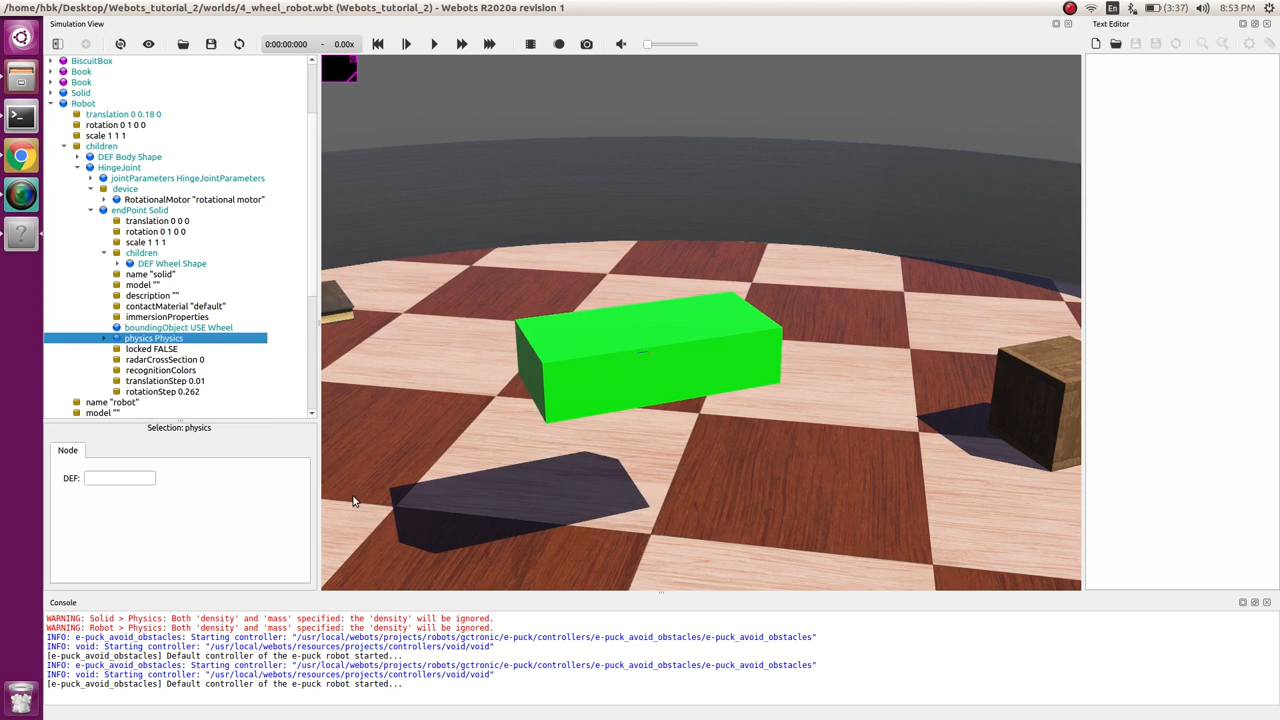 /home/hbk/Desktop/Webots_tutorial_2/worlds/4_wheel_robot.wbt (Webots_tutorial_2) - Webots R2020a revision 1
En
(3:37)
8:53 PM
Simulation View
Text Editor
0:00:00:000 - 0.00x
BiscuitBox
Book
Book
Solid
Robot
translation 0 0.18 0
rotation 0 1 0 0
scale 1 1 1
children
DEF Body Shape
HingeJoint
jointParameters HingeJointParameters
device
RotationalMotor "rotational motor"
endPoint Solid
translation 0 0 0
rotation 0 1 0 0
scale 1 1 1
children
DEF Wheel Shape
name "solid"
model ""
description ""
contactMaterial "default"
immersionProperties
boundingObject USE Wheel
physics Physics
locked FALSE
radarCrossSection 0
recognitionColors
translationStep 0.01
rotationStep 0.262
name "robot"
model ""
Selection: physics
Node
DEF:
Console
WARNING: Solid > Physics: Both 'density' and 'mass' specified: the 'density' will be ignored.
WARNING: Robot > Physics: Both 'density' and 'mass' specified: the 'density' will be ignored.
INFO: e-puck_avoid_obstacles: Starting controller: "/usr/local/webots/projects/robots/gctronic/e-puck/controllers/e-puck_avoid_obstacles/e-puck_avoid_obstacles"
INFO: void: Starting controller: "/usr/local/webots/resources/projects/controllers/void/void"
[e-puck_avoid_obstacles] Default controller of the e-puck robot started...
INFO: e-puck_avoid_obstacles: Starting controller: "/usr/local/webots/projects/robots/gctronic/e-puck/controllers/e-puck_avoid_obstacles/e-puck_avoid_obstacles"
INFO: void: Starting controller: "/usr/local/webots/resources/projects/controllers/void/void"
[e-puck_avoid_obstacles] Default controller of the e-puck robot started...